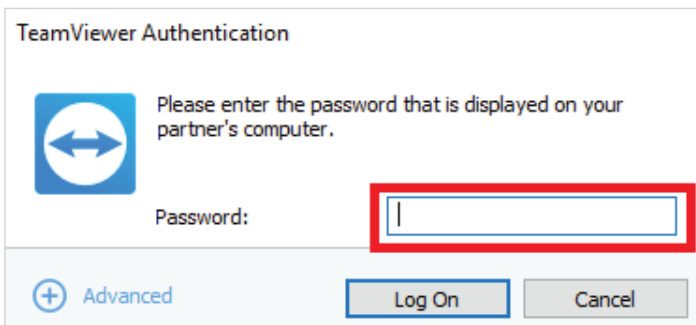 TeamViewer Authentication
Please enter the password that is displayed on your
partner's computer.
Password:
Advanced
Log On
Cancel